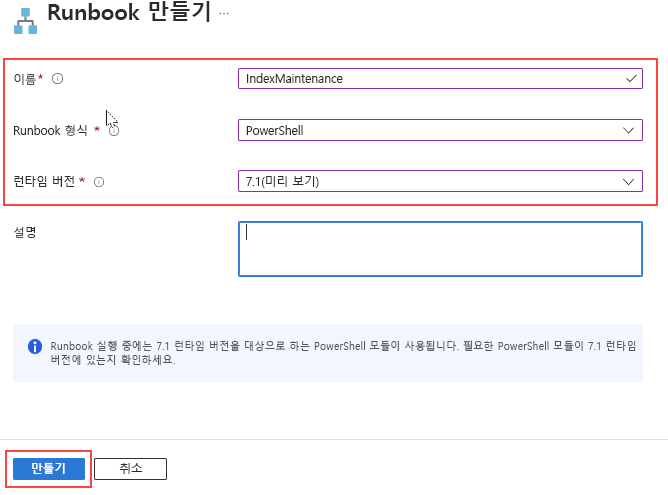 Runbook 만들기 ...
이름*
IndexMaintenance
Runbook 형식 *
PowerShell
런타임 버전 *
7.1(미리 보기)
설명
Runbook 실행 중에는 7.1 런타임 버전을 대상으로 하는 PowerShell 모듈이 사용됩니다. 필요한 PowerShell 모듈이 7.1 런타임
버전에 있는지 확인하세요.
만들기
취소